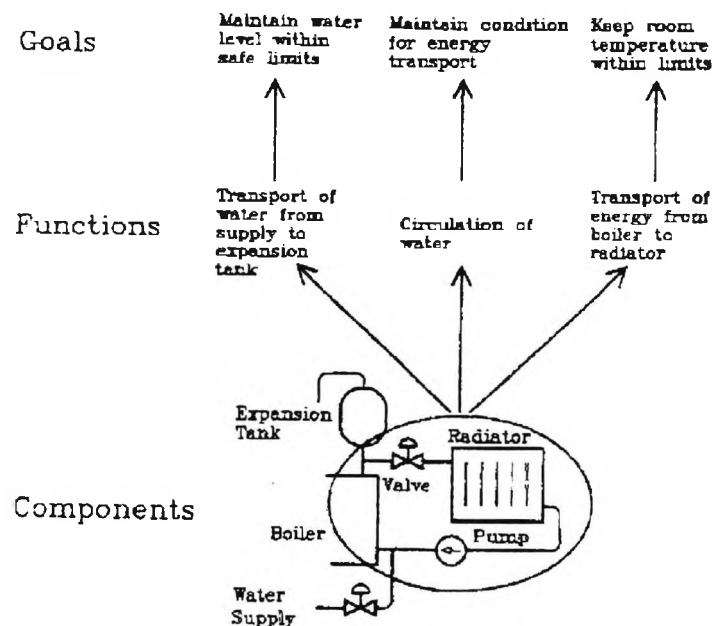 Goals
Maintain water
level within
safe limits
Maintain condition
for energy
transport
Keep room
temperature
within limits
Functions
Transport of
water from
supply to
expansion
tank
Circulation of
water
Transport of
energy from
boiler to
radiator
Components
Expansion
Tank
Radiator
Valve
Boiler
Pump
Water
Supply